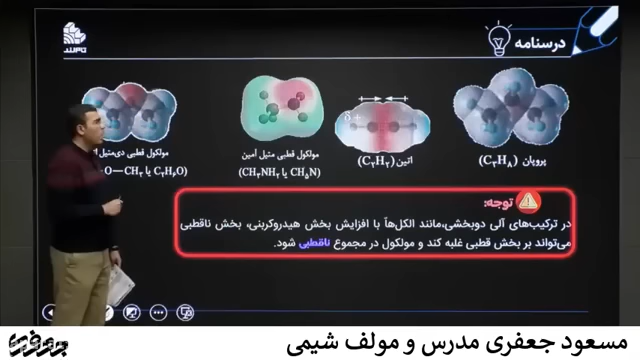 درسنامه
مولکول قطبی دی‌متیل
O—CH₃ یا C₂H₆O)
مولکول قطبی متیل آمین
(CH₃NH₂ یا CH₅N)
δ+
اتین (C₂H₂)
پروپان (C₃H₈)
توجه:
در ترکیب‌های آلی دوبخشی،مانند الکل‌هاً با افزایش بخش هیدروکربنی، بخش ناقطبی
می‌تواند بر بخش قطبی غلبه کند و مولکول در مجموع ناقطبی شود.
مسعود جعفری مدرس و مولف شیمی